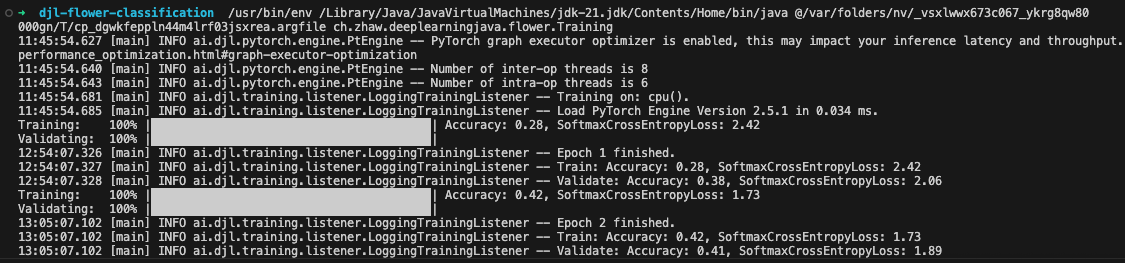 → djl-flower-classification /usr/bin/env /Library/Java/JavaVirtualMachines/jdk-21.jdk/Contents/Home/bin/java @/var/folders/nv/_vsxlwwx673c067_ykrg8qw80
000gn/T/cp_dgwkfeppln44m4lrf03jsxrea.argfile ch.zhaw.deeplearningjava.flower.Training
11:45:54.627 [main] INFO ai.djl.pytorch.engine.PtEngine -- PyTorch graph executor optimizer is enabled, this may impact your inference latency and throughput.
performance_optimization.html#graph-executor-optimization
11:45:54.640 [main] INFO ai.djl.pytorch.engine.PtEngine -- Number of inter-op threads is 8
11:45:54.643 [main] INFO ai.djl.pytorch.engine.PtEngine -- Number of intra-op threads is 6
11:45:54.681 [main] INFO ai.djl.training.listener.LoggingTrainingListener -- Training on: cpu().
11:45:54.685 [main] INFO ai.djl.training.listener.LoggingTrainingListener -- Load PyTorch Engine Version 2.5.1 in 0.034 ms.
Training: 100% | | Accuracy: 0.28, SoftmaxCrossEntropyLoss: 2.42
Validating: 100% | |
12:54:07.326 [main] INFO ai.djl.training.listener.LoggingTrainingListener -- Epoch 1 finished.
12:54:07.327 [main] INFO ai.djl.training.listener.LoggingTrainingListener -- Train: Accuracy: 0.28, SoftmaxCrossEntropyLoss: 2.42
12:54:07.328 [main] INFO ai.djl.training.listener.LoggingTrainingListener -- Validate: Accuracy: 0.38, SoftmaxCrossEntropyLoss: 2.06
Training: 100% | | Accuracy: 0.42, SoftmaxCrossEntropyLoss: 1.73
Validating: 100% | |
13:05:07.102 [main] INFO ai.djl.training.listener.LoggingTrainingListener -- Epoch 2 finished.
13:05:07.102 [main] INFO ai.djl.training.listener.LoggingTrainingListener -- Train: Accuracy: 0.42, SoftmaxCrossEntropyLoss: 1.73
13:05:07.102 [main] INFO ai.djl.training.listener.LoggingTrainingListener -- Validate: Accuracy: 0.41, SoftmaxCrossEntropyLoss: 1.89